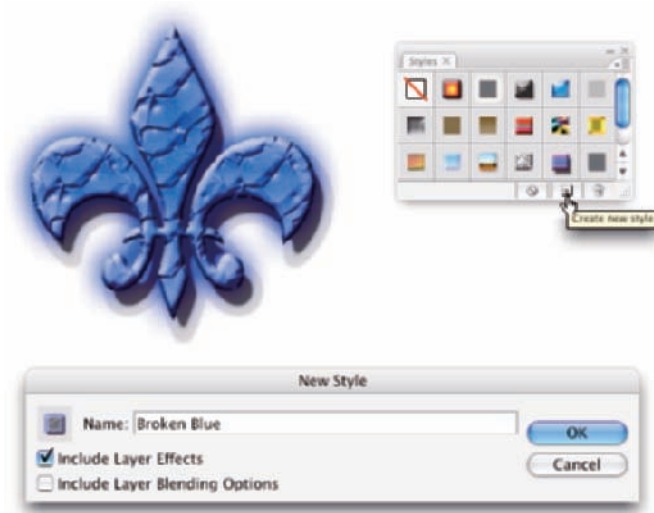 Styles
Create new style
New Style
Name: Broken Blue
OK
Include Layer Effects
Cancel
Include Layer Blending Options